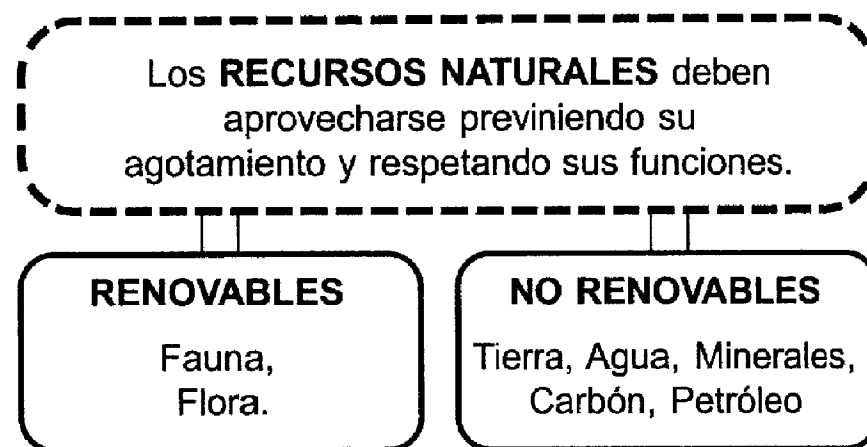 Los RECURSOS NATURALES deben
aprovecharse previniendo su
agotamiento y respetando sus funciones.
RENOVABLES
Fauna,
Flora.
NO RENOVABLES
Tierra, Agua, Minerales,
Carbón, Petróleo